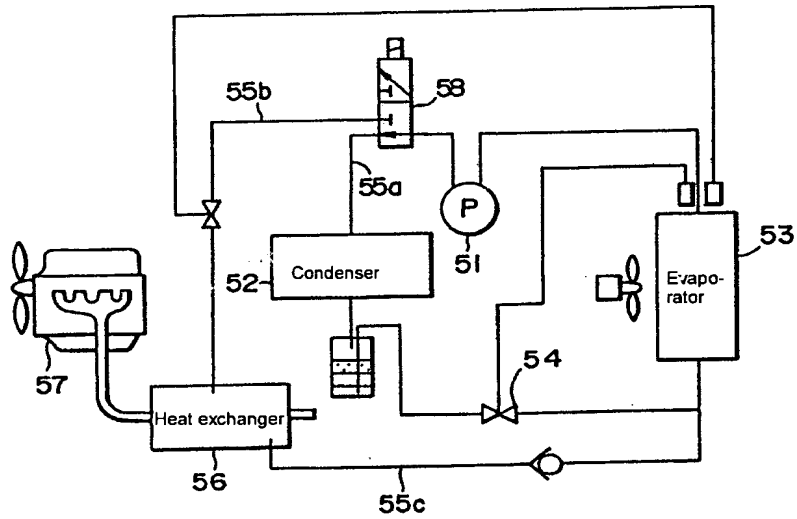 55b
58
55a
P
51
53
52
Condenser
Evapo-
rator
54
57
Heat exchanger
56
55c